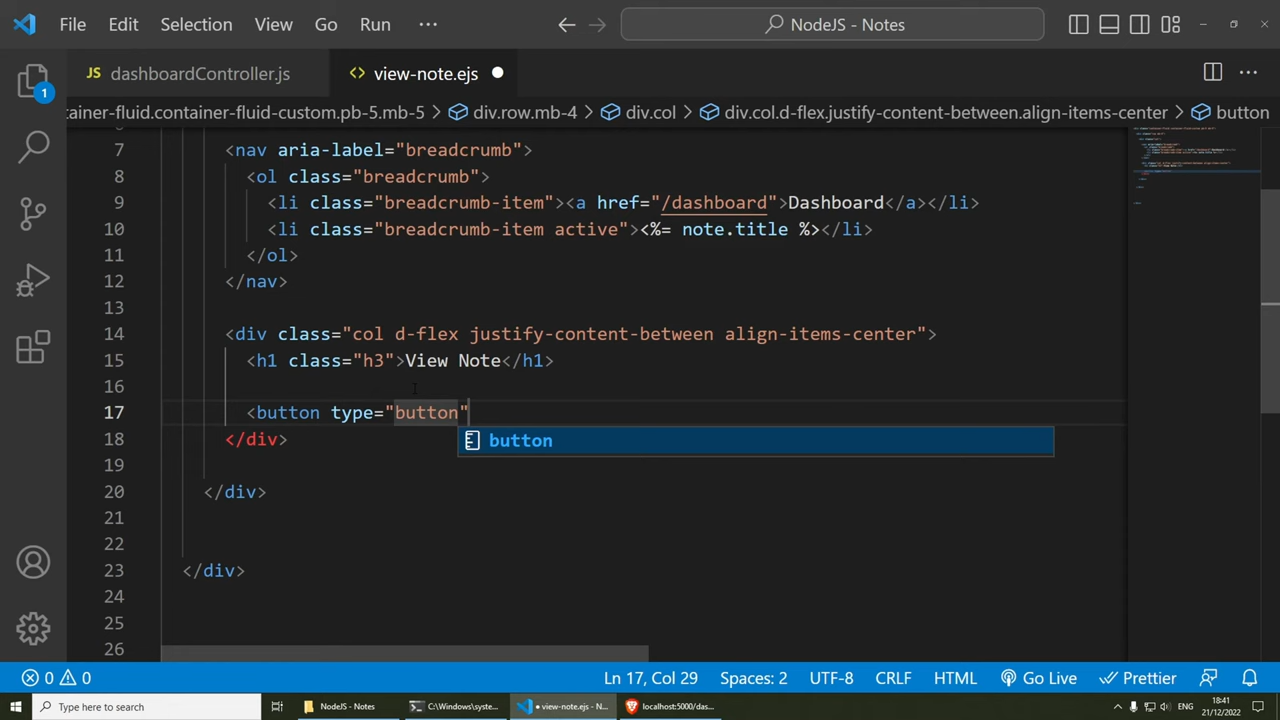 File Edit Selection View Go Run ··· NodeJS - Notes
JS dashboardController.js <> view-note.ejs
tainer-fluid.container-fluid-custom.pb-5.mb-5 > div.row.mb-4 > div.col > div.col.d-flex.justify-content-between.align-items-center > button
1
7 <nav aria-label="breadcrumb">
8 <ol class="breadcrumb">
9 <li class="breadcrumb-item"><a href="/dashboard">Dashboard</a></li>
10 <li class="breadcrumb-item active"><%= note.title %></li>
11 </ol>
12 </nav>
13
14 <div class="col d-flex justify-content-between align-items-center">
15 <h1 class="h3">View Note</h1>
16
17 <button type="button"
button
18 </div>
19
20 </div>
21
22
23 </div>
24
25
26
0 0 Ln 17, Col 29 Spaces: 2 UTF-8 CRLF HTML Go Live Prettier
Type here to search NodeJS - Notes C:\Windows\syste... • view-note.ejs - N... localhost:5000/das... 18:41
21/12/2022